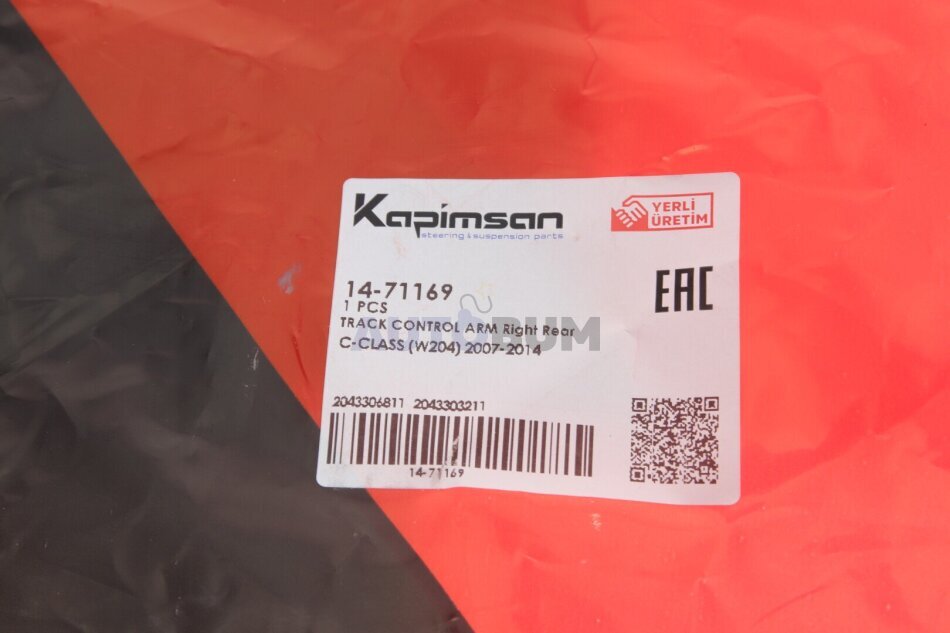 Kapimsan
steering & suspension parts
YERLİ
ÜRETİM
14-71169
1 PCS
EAC
TRACK CONTROL ARM Right Rear
C-CLASS (W204) 2007-2014
AUTOBUM
2043306811 2043303211
14-71169